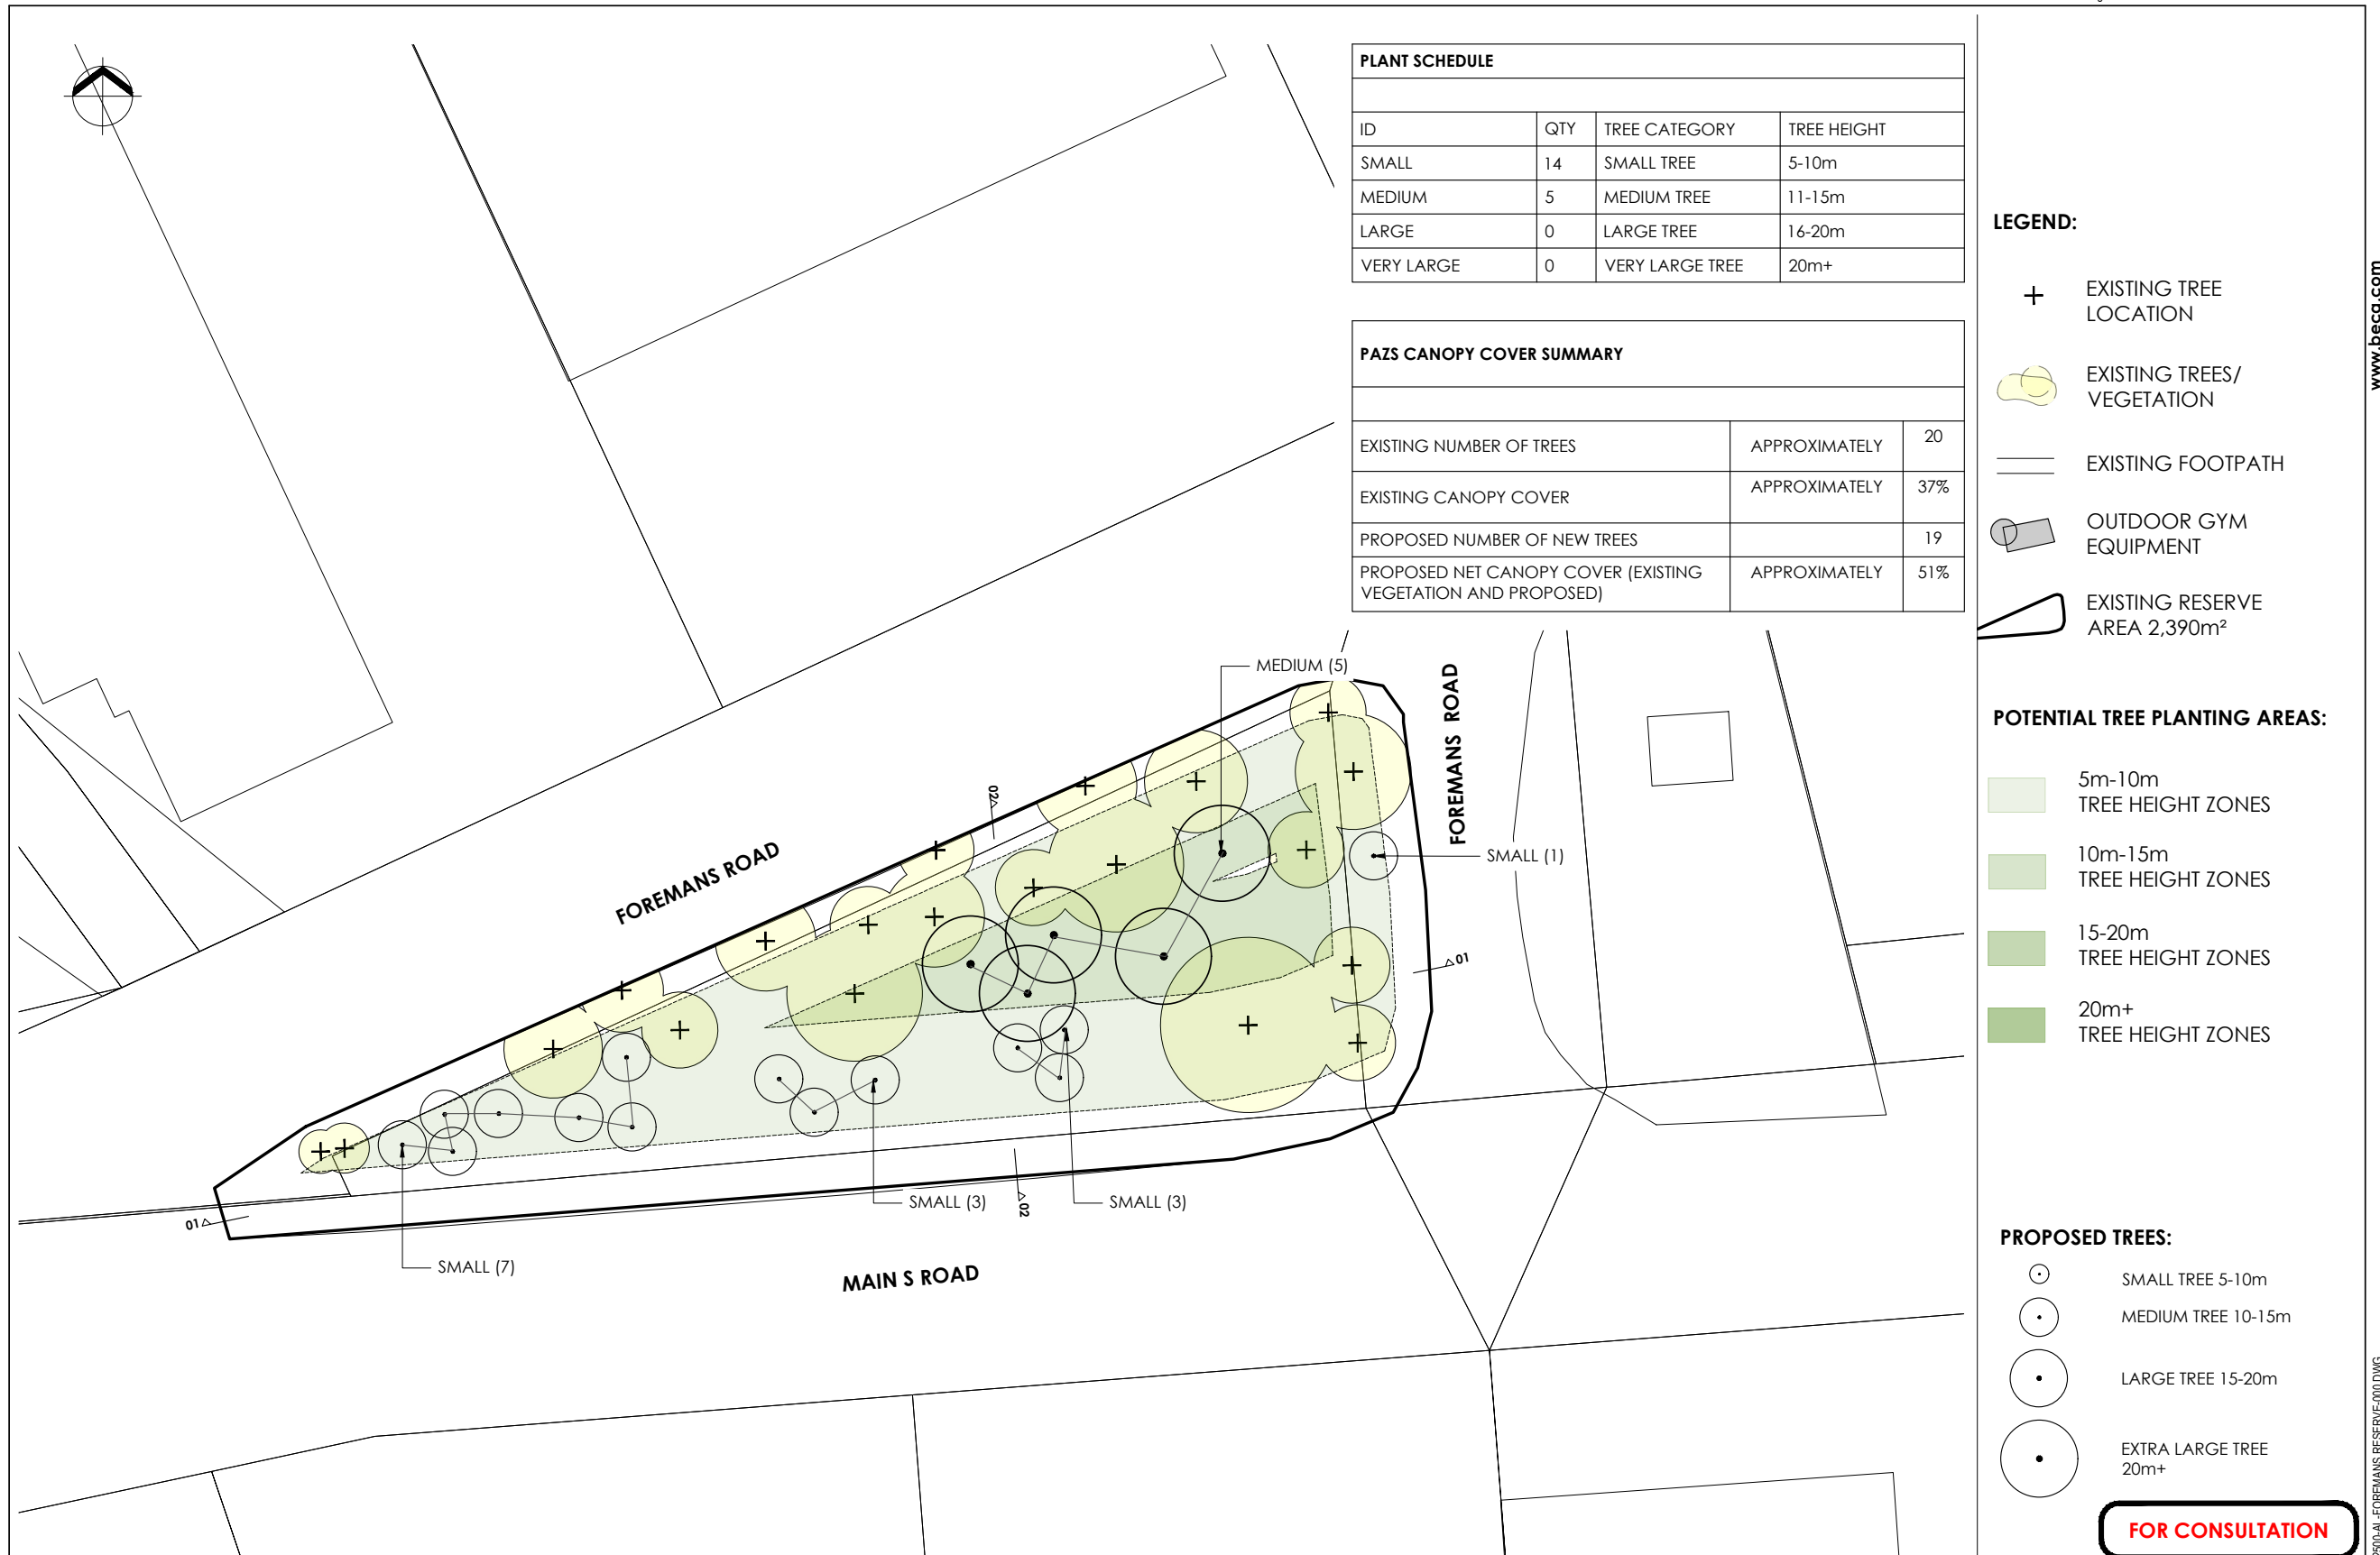 PLANT SCHEDULE
ID QTY TREE CATEGORY TREE HEIGHT
SMALL 14 SMALL TREE 5-10m
MEDIUM 5 MEDIUM TREE 11-15m
LARGE 0 LARGE TREE 16-20m
VERY LARGE 0 VERY LARGE TREE 20m+
PAZS CANOPY COVER SUMMARY
EXISTING NUMBER OF TREES APPROXIMATELY 20
EXISTING CANOPY COVER APPROXIMATELY 37%
PROPOSED NUMBER OF NEW TREES 19
PROPOSED NET CANOPY COVER (EXISTING
VEGETATION AND PROPOSED) APPROXIMATELY 51%
MEDIUM (5)
FOREMANS ROAD
FOREMANS ROAD
02
SMALL (1)
01
01
02
SMALL (3)
SMALL (3)
SMALL (7)
MAIN S ROAD
LEGEND:
EXISTING TREE
LOCATION
EXISTING TREES/
VEGETATION
EXISTING FOOTPATH
OUTDOOR GYM
EQUIPMENT
EXISTING RESERVE
AREA 2,390m²
POTENTIAL TREE PLANTING AREAS:
5m-10m
TREE HEIGHT ZONES
10m-15m
TREE HEIGHT ZONES
15-20m
TREE HEIGHT ZONES
20m+
TREE HEIGHT ZONES
PROPOSED TREES:
SMALL TREE 5-10m
MEDIUM TREE 10-15m
LARGE TREE 15-20m
EXTRA LARGE TREE
20m+
FOR CONSULTATION
www.beca.com
-AL-FOREMANS RESERVE-000.DWG